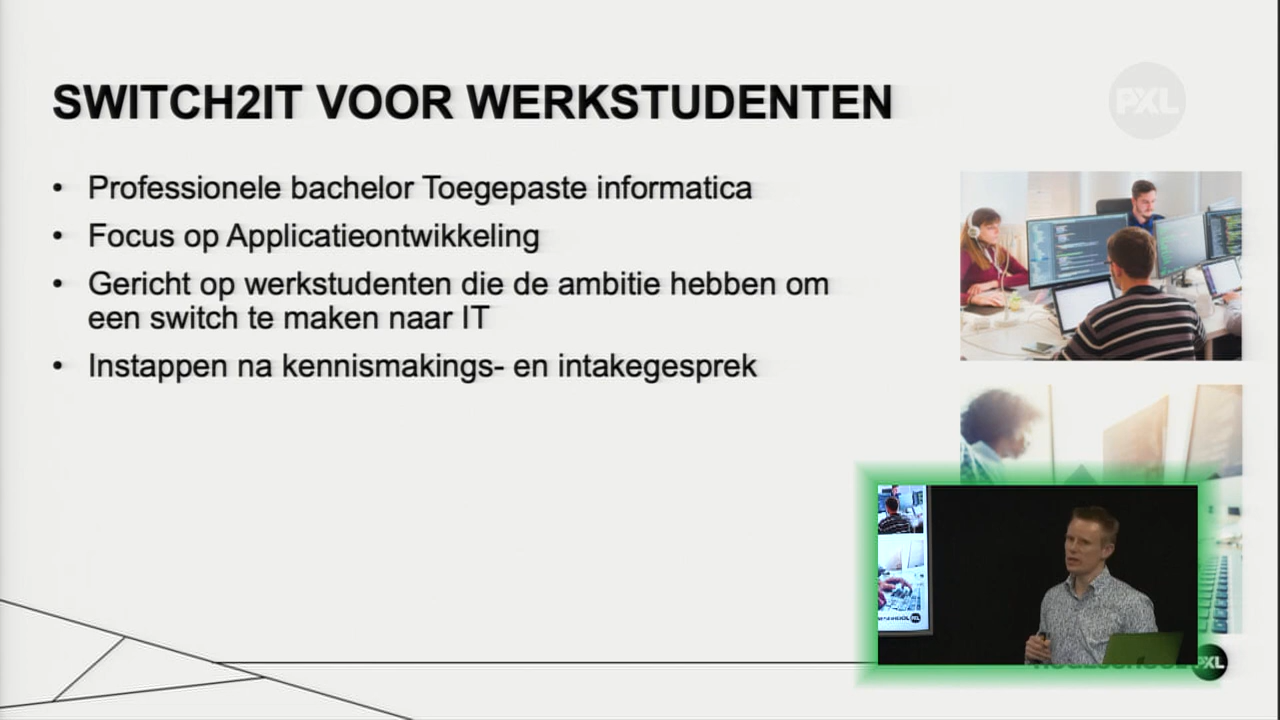 PXL
SWITCH2IT VOOR WERKSTUDENTEN
• Professionele bachelor Toegepaste informatica
• Focus op Applicatieontwikkeling
• Gericht op werkstudenten die de ambitie hebben om
een switch te maken naar IT
• Instappen na kennismakings- en intakegesprek
PXL